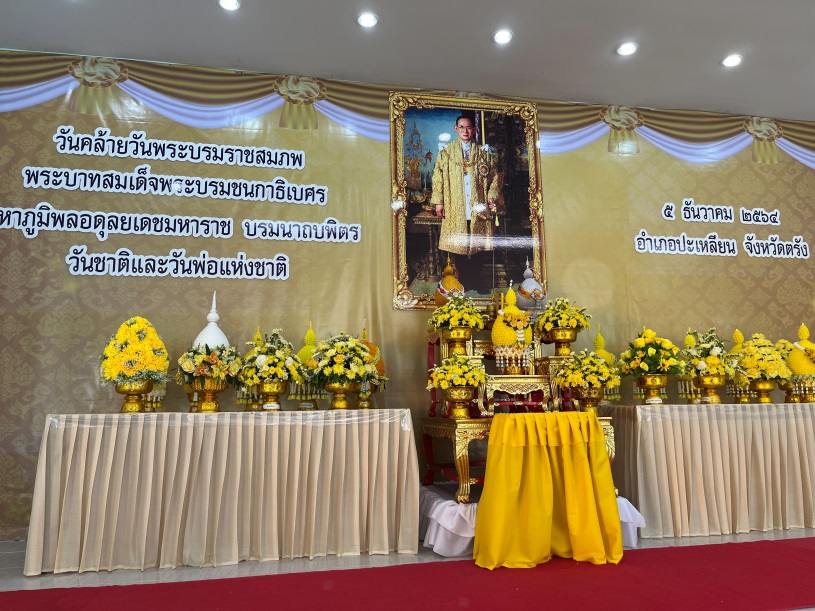 วันคล้ายวันพระบรมราชสมภพ
พระบาทสมเด็จพระบรมชนกาธิเบศร
หาภูมิพลอดุลยเดชมหาราช บรมนาถบพิตร
วันชาติและวันพ่อแห่งชาติ
๕ ธันวาคม ๒๕๖๔
อำเภอปะเหลียน จังหวัดตรัง